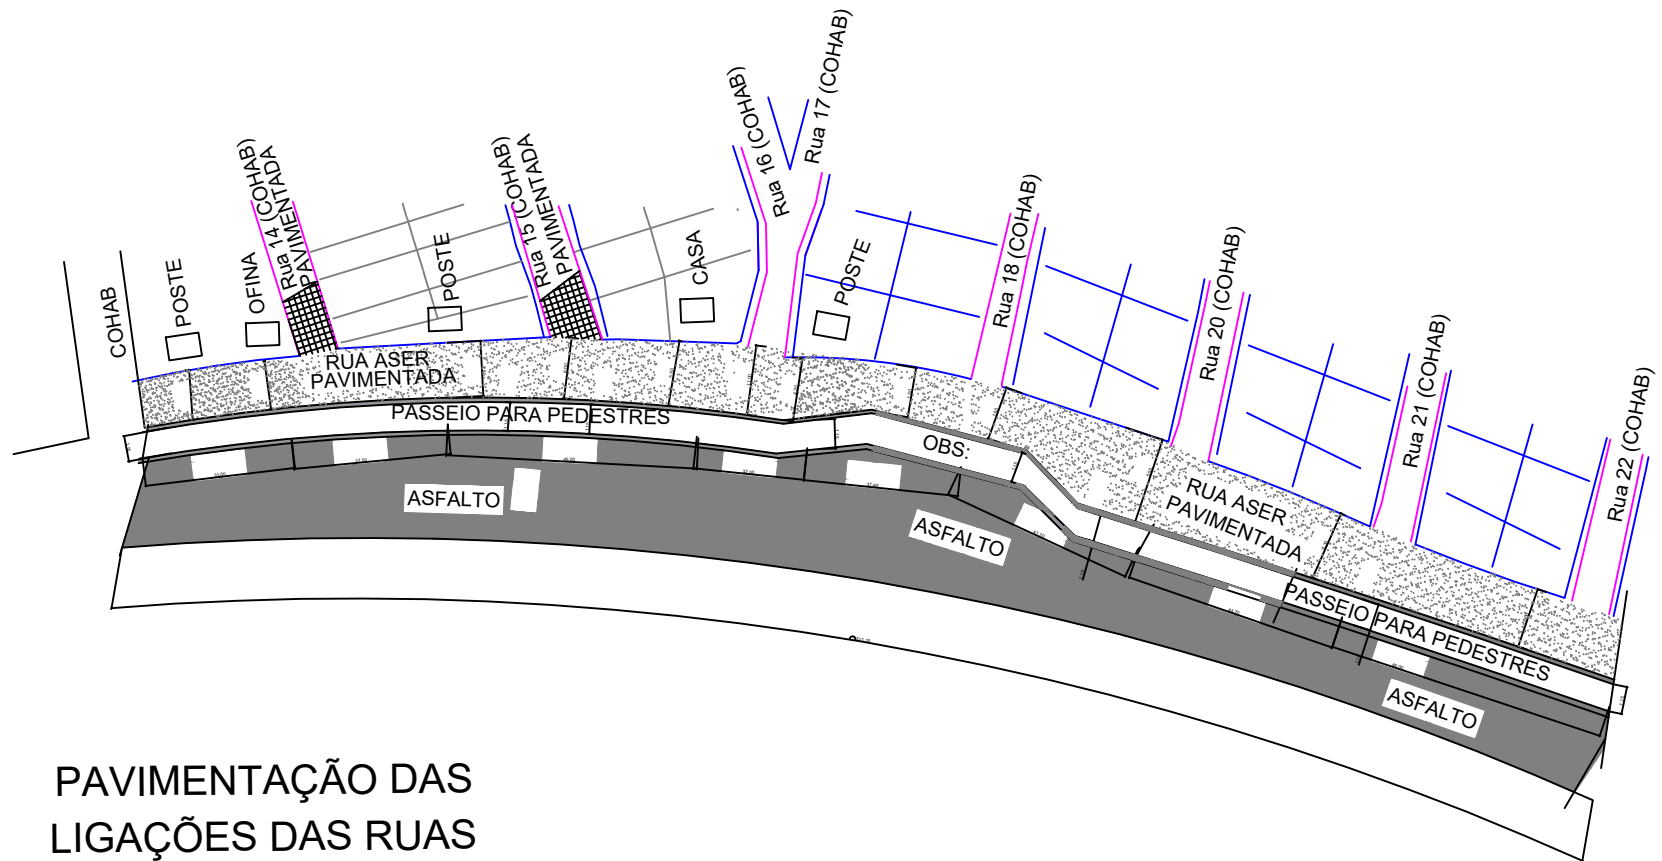 Rua 17 (COHAB)
Rua 16 (COHAB)
Rua 14 (COHAB)
PAVIMENTADA
Rua 15 (COHAB)
PAVIMENTADA
Rua 18 (COHAB)
Rua 20 (COHAB)
Rua 21 (COHAB)
Rua 22 (COHAB)
COHAB
POSTE
OFINA
POSTE
CASA
POSTE
RUA ASER
PAVIMENTADA
PASSEIO PARA PEDESTRES
OBS:
RUA ASER
PAVIMENTADA
ASFALTO
ASFALTO
PASSEIO PARA PEDESTRES
ASFALTO
PAVIMENTAÇÃO DAS
LIGAÇÕES DAS RUAS